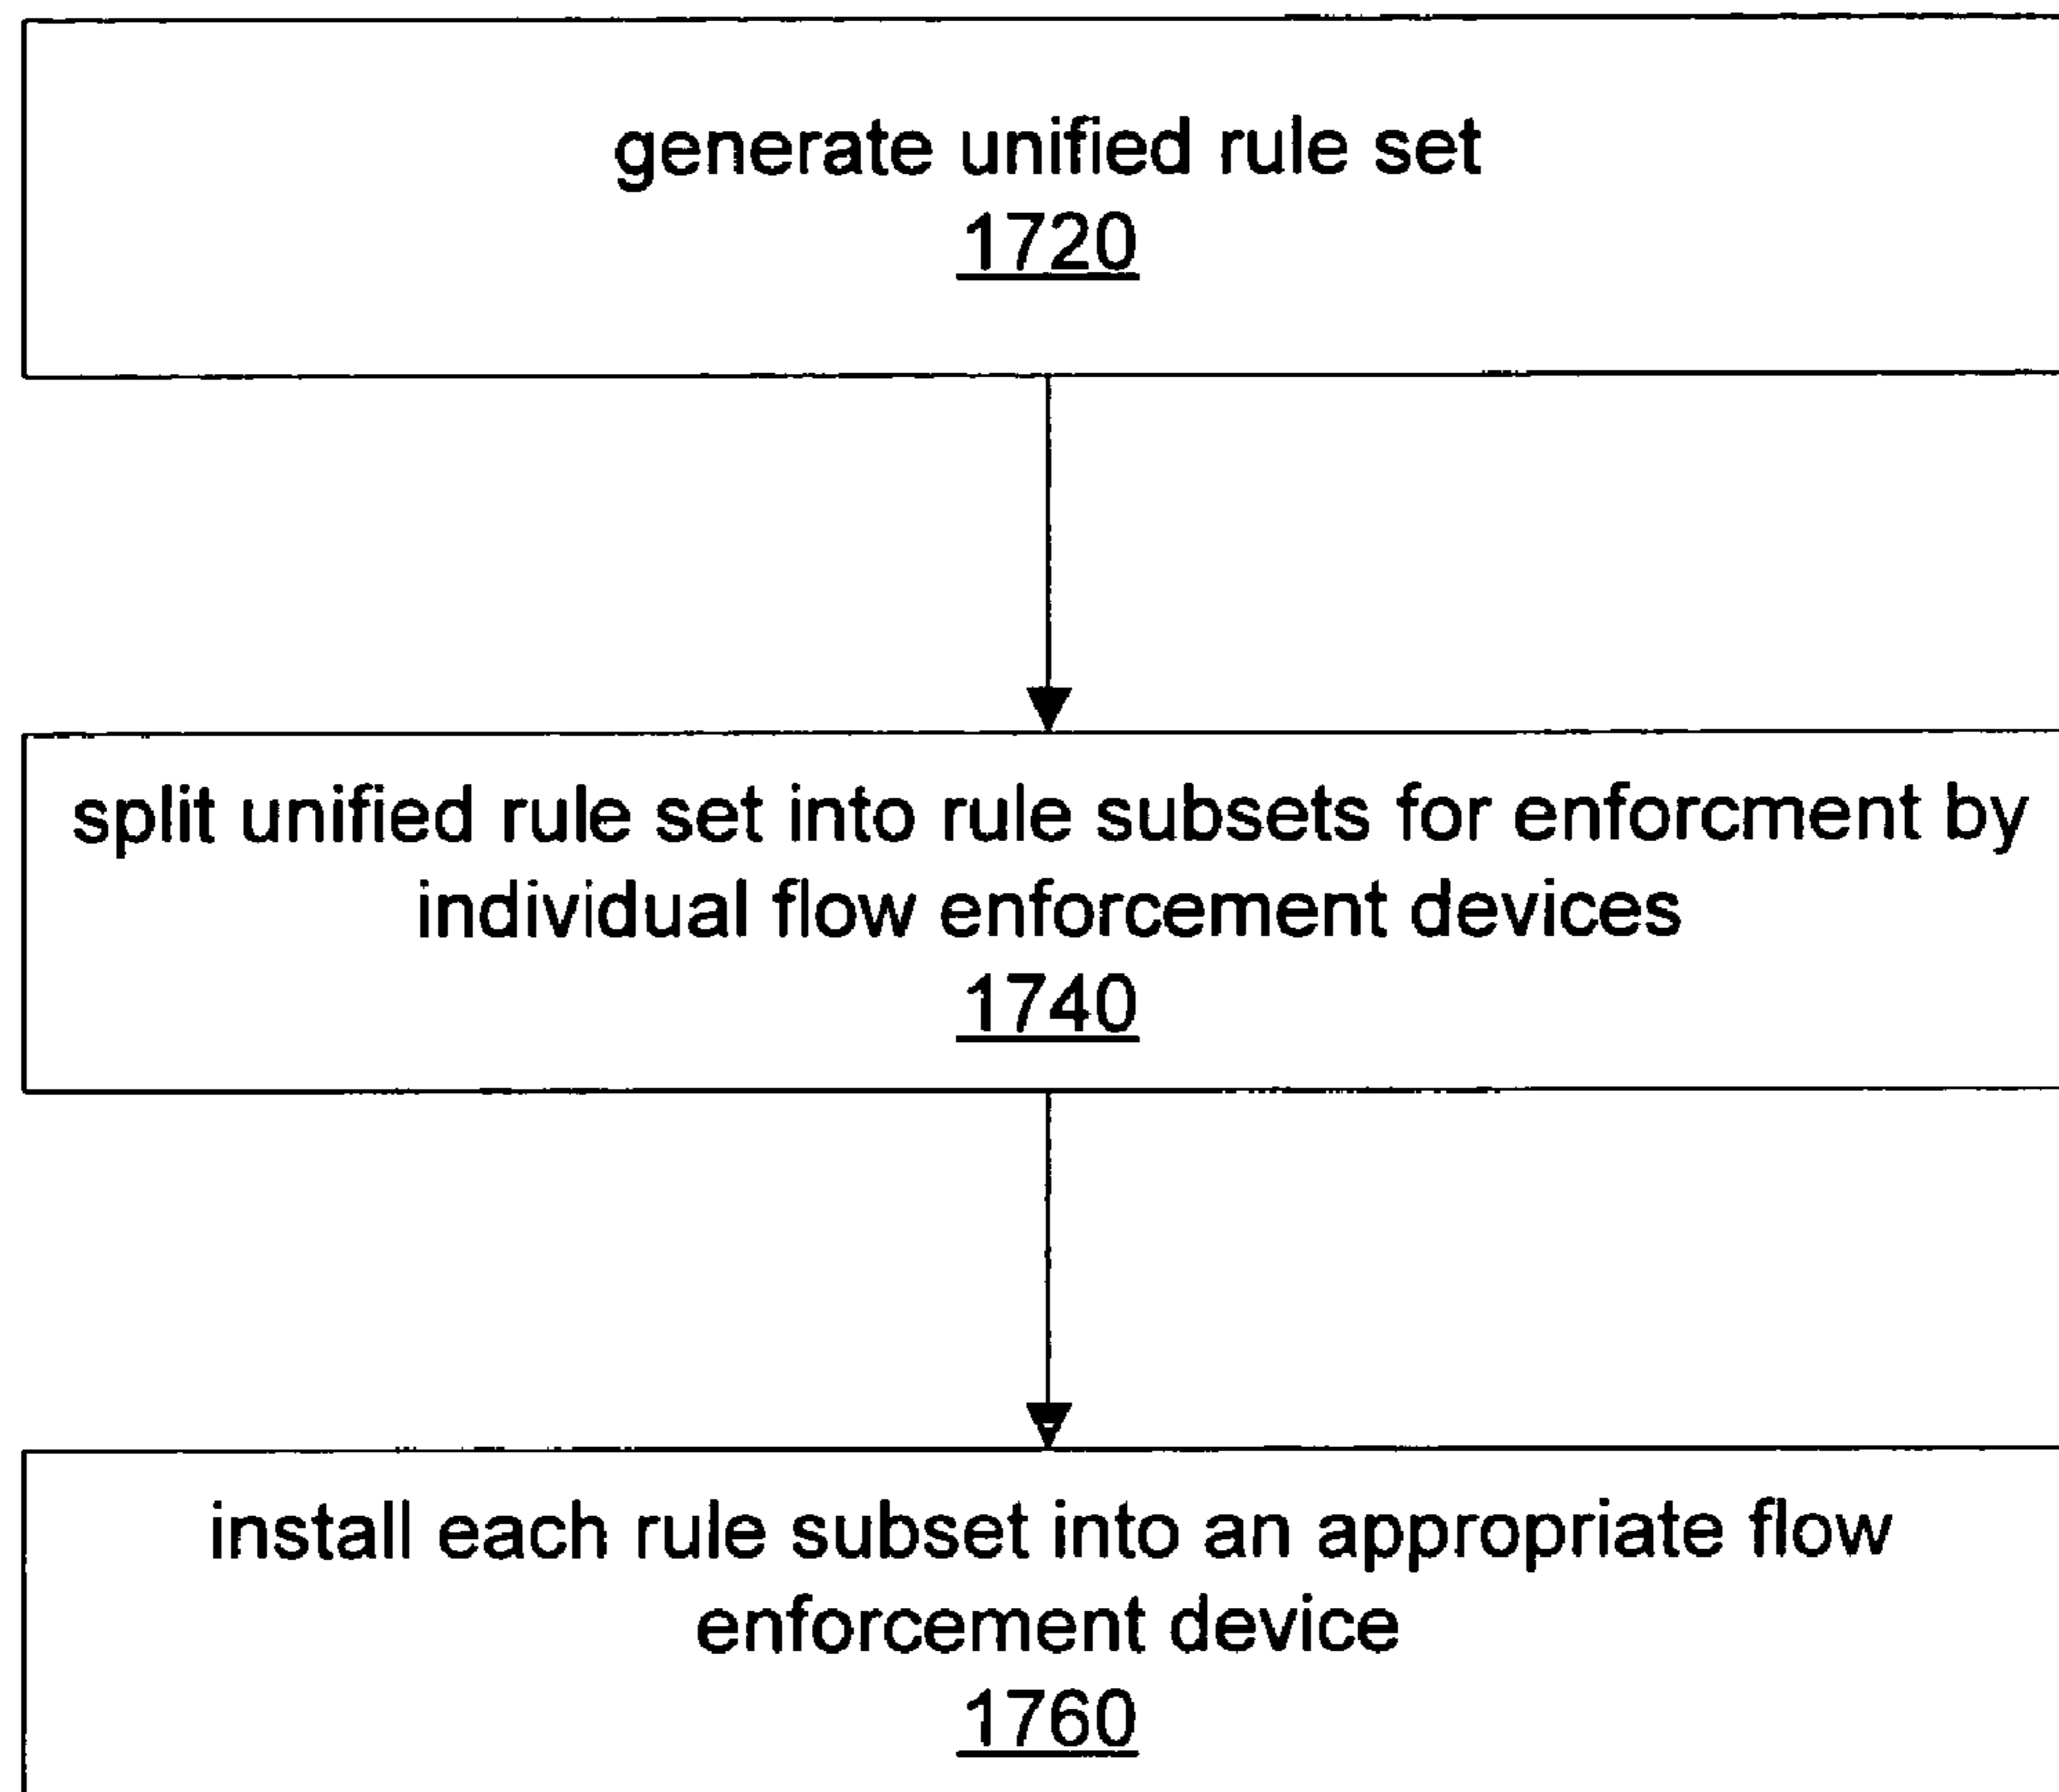 generate unified rule set
1720
split unified rule set into rule subsets for enforcment by
individual flow enforcement devices
1740
install each rule subset into an appropriate flow
enforcement device
1760